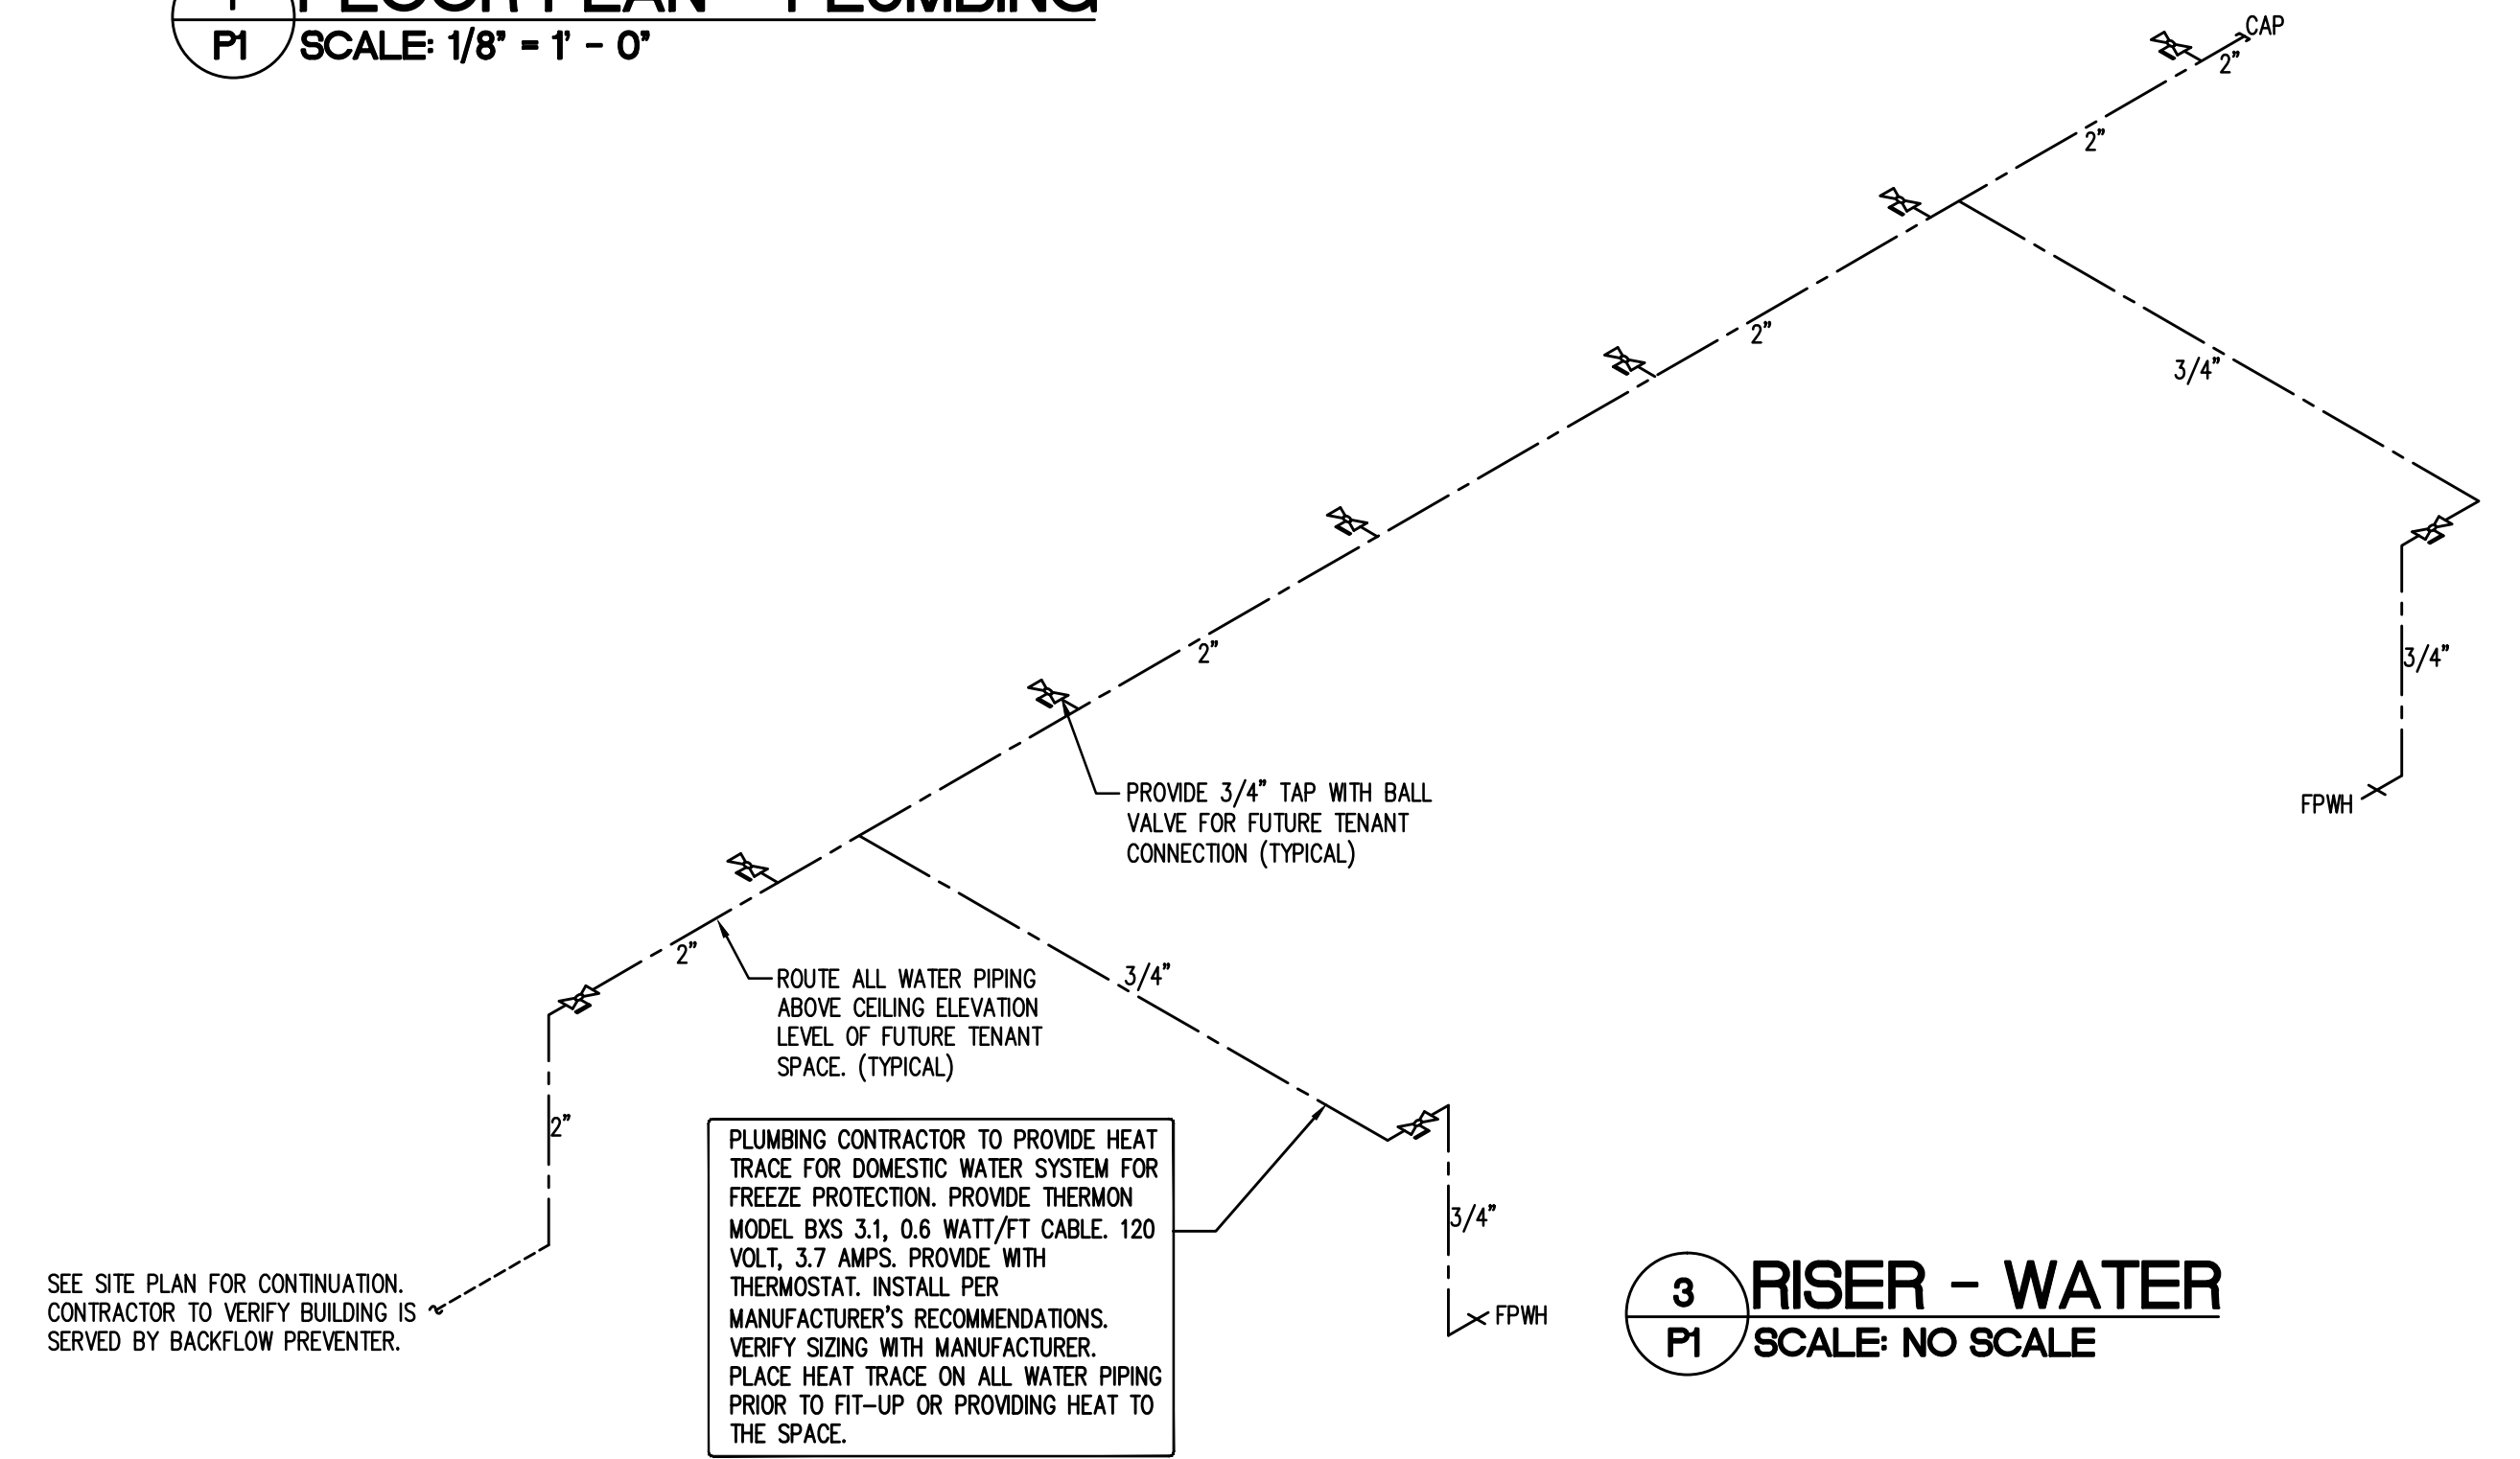 FLOOR PLAN - PLUMBING
P1
SCALE: 1/8" = 1' - 0"
CAP
2"
2"
2"
3/4"
2"
3/4"
FPWH
PROVIDE 3/4" TAP WITH BALL
VALVE FOR FUTURE TENANT
CONNECTION (TYPICAL)
2"
3/4"
ROUTE ALL WATER PIPING
ABOVE CEILING ELEVATION
LEVEL OF FUTURE TENANT
SPACE. (TYPICAL)
2"
PLUMBING CONTRACTOR TO PROVIDE HEAT
TRACE FOR DOMESTIC WATER SYSTEM FOR
FREEZE PROTECTION. PROVIDE THERMON
MODEL BXS 3.1, 0.6 WATT/FT CABLE. 120
VOLT, 3.7 AMPS. PROVIDE WITH
THERMOSTAT. INSTALL PER
MANUFACTURER'S RECOMMENDATIONS.
VERIFY SIZING WITH MANUFACTURER.
PLACE HEAT TRACE ON ALL WATER PIPING
PRIOR TO FIT-UP OR PROVIDING HEAT TO
THE SPACE.
3/4"
FPWH
SEE SITE PLAN FOR CONTINUATION.
CONTRACTOR TO VERIFY BUILDING IS
SERVED BY BACKFLOW PREVENTER.
3
P1
RISER - WATER
SCALE: NO SCALE